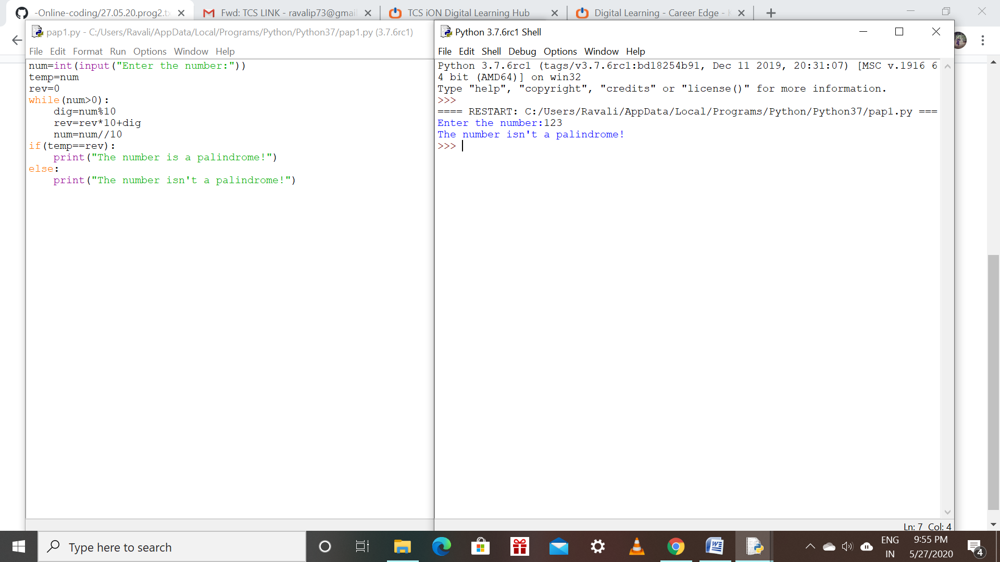 -Online-coding/27.05.20.prog2.t
Fwd: TCS LINK - ravalip73@gmai
TCS iON Digital Learning Hub
Digital Learning - Career Edge -
pap1.py - C:/Users/Ravali/AppData/Local/Programs/Python/Python37/pap1.py (3.7.6rc1)
File Edit Format Run Options Window Help
num=int(input("Enter the number:"))
temp=num
rev=0
while(num>0):
    dig=num%10
    rev=rev*10+dig
    num=num//10
if(temp==rev):
    print("The number is a palindrome!")
else:
    print("The number isn't a palindrome!")
Python 3.7.6rc1 Shell
File Edit Shell Debug Options Window Help
Python 3.7.6rc1 (tags/v3.7.6rc1:bd18254b91, Dec 11 2019, 20:31:07) [MSC v.1916 6
4 bit (AMD64)] on win32
Type "help", "copyright", "credits" or "license()" for more information.
>>>
==== RESTART: C:/Users/Ravali/AppData/Local/Programs/Python/Python37/pap1.py ===
Enter the number:123
The number isn't a palindrome!
>>>
Ln: 7 Col: 4
Type here to search
ENG
IN
9:55 PM
5/27/2020
4